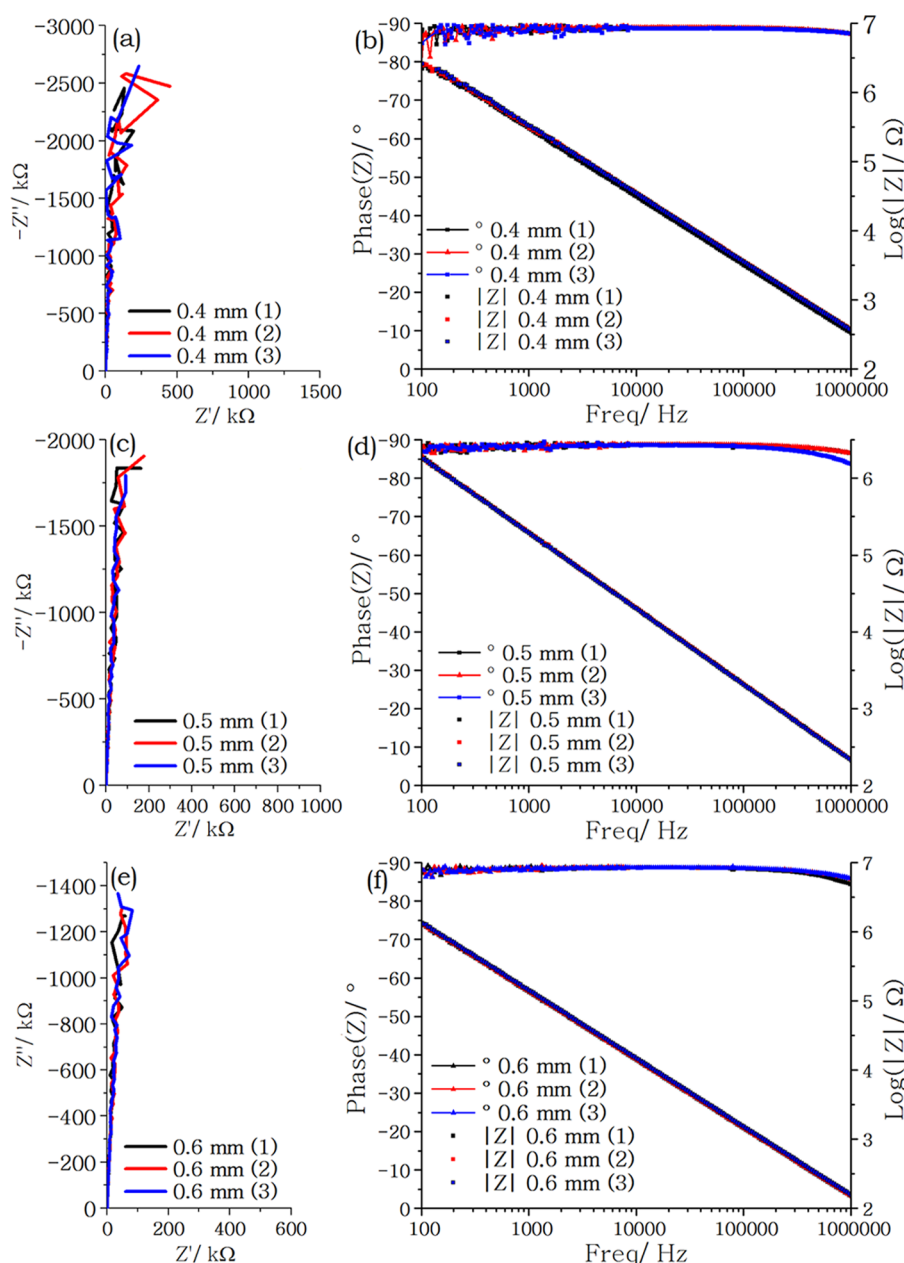 (a)
-3000
-2500
-2000
-1500
-1000
-500
0
-Z''/ kΩ
0.4 mm (1)
0.4 mm (2)
0.4 mm (3)
0 500 1000 1500
Z'/ kΩ
(b)
-90
-80
-70
-60
-50
-40
-30
-20
-10
0
Phase(Z)/ °
° 0.4 mm (1)
° 0.4 mm (2)
° 0.4 mm (3)
|Z| 0.4 mm (1)
|Z| 0.4 mm (2)
|Z| 0.4 mm (3)
7
6
5
4
3
2
Log(|Z|/ Ω)
100 1000 10000 100000 1000000
Freq/ Hz
(c)
-2000
-1500
-1000
-500
0
-Z''/ kΩ
0.5 mm (1)
0.5 mm (2)
0.5 mm (3)
0 200 400 600 800 1000
Z'/ kΩ
(d)
-90
-80
-70
-60
-50
-40
-30
-20
-10
0
Phase(Z)/ °
° 0.5 mm (1)
° 0.5 mm (2)
° 0.5 mm (3)
|Z| 0.5 mm (1)
|Z| 0.5 mm (2)
|Z| 0.5 mm (3)
6
5
4
3
2
Log(|Z|/ Ω)
100 1000 10000 100000 1000000
Freq/ Hz
(e)
-1400
-1200
-1000
-800
-600
-400
-200
0
Z''/ kΩ
0.6 mm (1)
0.6 mm (2)
0.6 mm (3)
0 200 400 600
Z'/ kΩ
(f)
-90
-80
-70
-60
-50
-40
-30
-20
-10
0
Phase(Z)/ °
° 0.6 mm (1)
° 0.6 mm (2)
° 0.6 mm (3)
|Z| 0.6 mm (1)
|Z| 0.6 mm (2)
|Z| 0.6 mm (3)
7
6
5
4
3
2
Log(|Z|/ Ω)
100 1000 10000 100000 1000000
Freq/ Hz